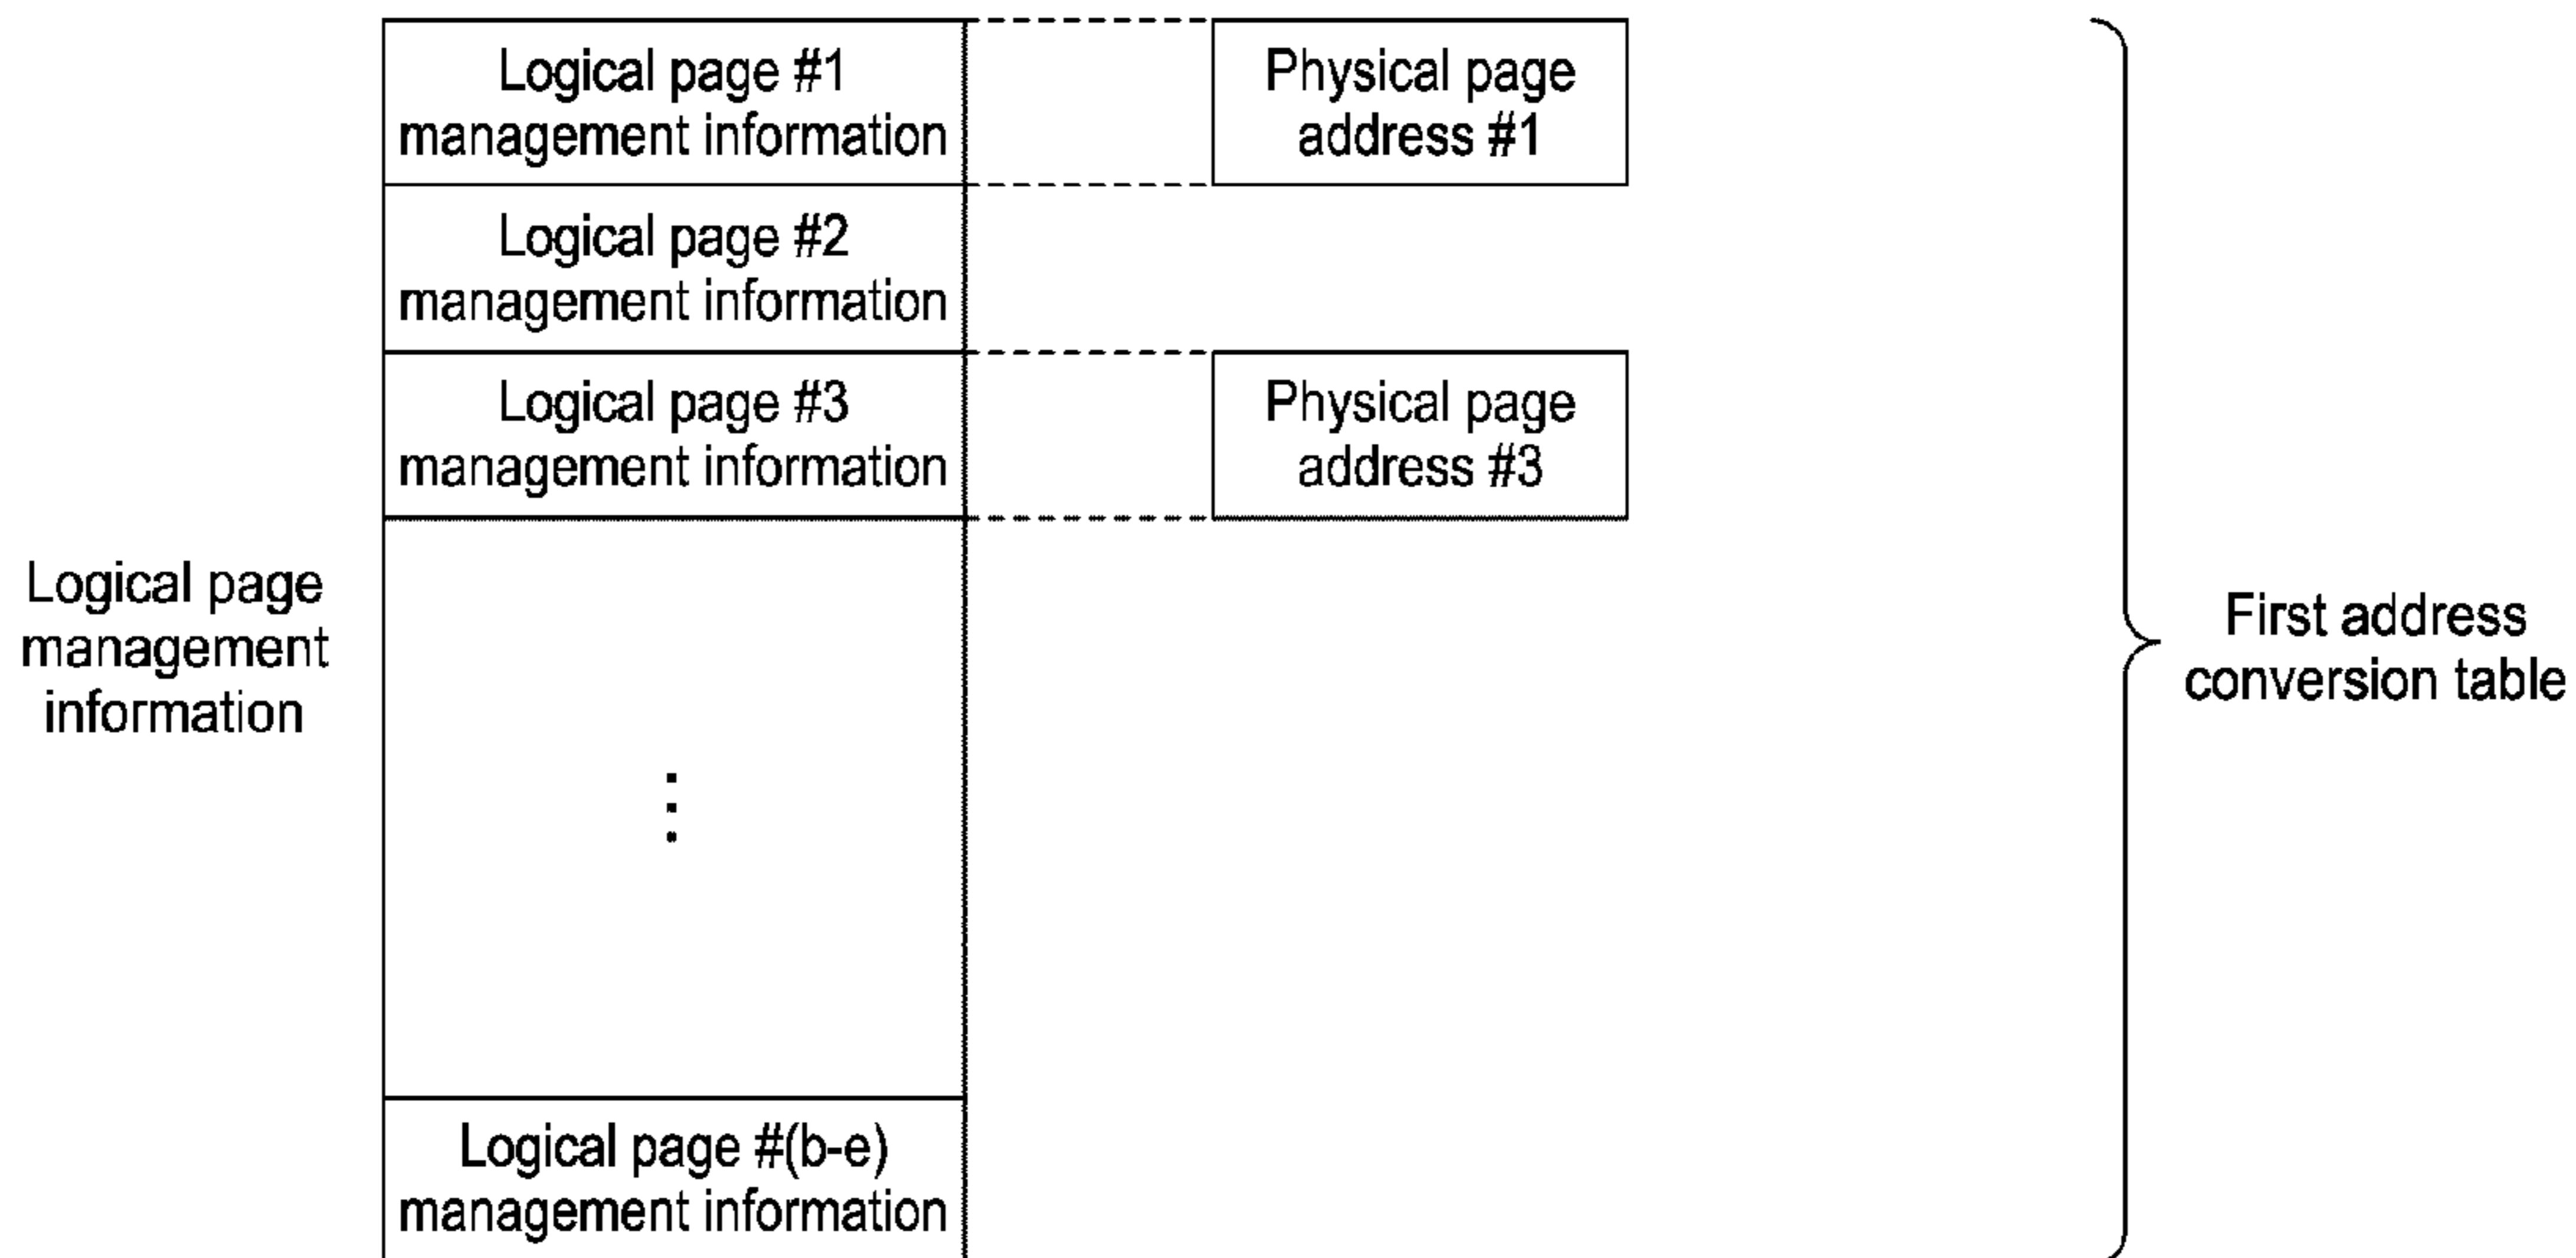 Logical page #1
management information
Physical page
address #1
Logical page #2
management information
Logical page #3
management information
Physical page
address #3
Logical page
management
information
First address
conversion table
Logical page #(b-e)
management information